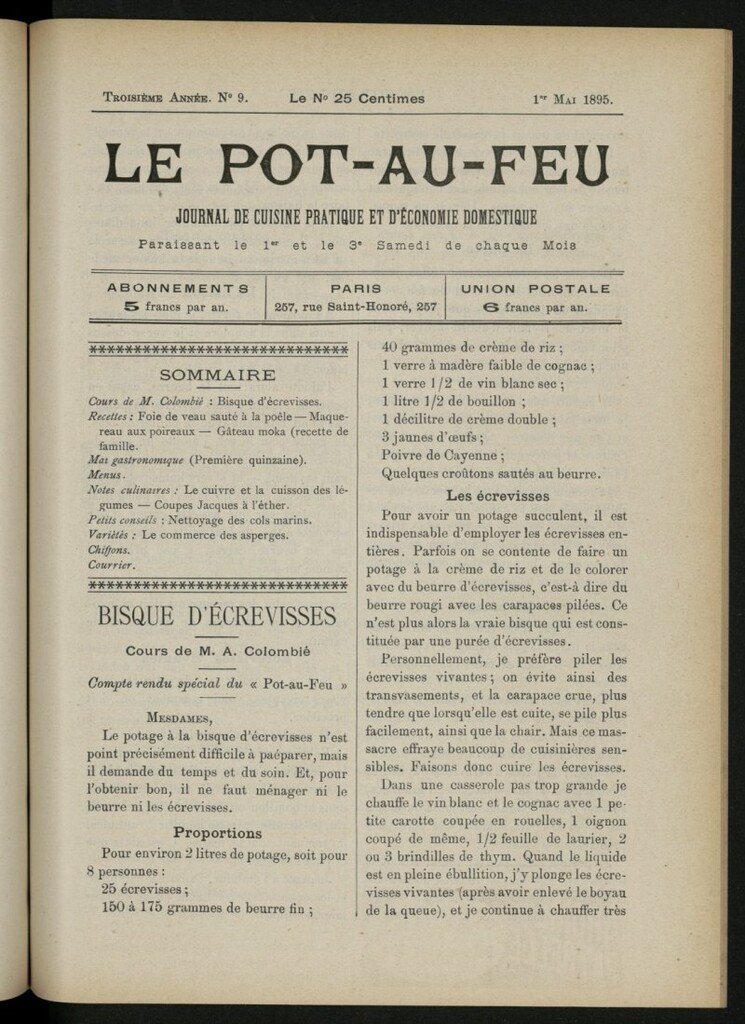 TROISIÈME ANNÉE. N° 9.
Le N° 25 Centimes
1er MAI 1895.
LE POT-AU-FEU
JOURNAL DE CUISINE PRATIQUE ET D'ÉCONOMIE DOMESTIQUE
Paraissant le 1er et le 3e Samedi de chaque Mois
ABONNEMENTS
5 francs par an.
PARIS
257, rue Saint-Honoré, 257
UNION POSTALE
6 francs par an.
SOMMAIRE
Cours de M. Colombié : Bisque d'écrevisses.
Recettes : Foie de veau sauté à la poêle — Maque-
reau aux poireaux — Gâteau moka (recette de
famille.
Mai gastronomique (Première quinzaine).
Menus.
Notes culinaires : Le cuivre et la cuisson des lé-
gumes — Coupes Jacques à l'éther.
Petits conseils : Nettoyage des cols marins.
Variétés : Le commerce des asperges.
Chiffons.
Courrier.
BISQUE D'ÉCREVISSES
Cours de M. A. Colombié
Compte rendu spécial du « Pot-au-Feu »
MESDAMES,
Le potage à la bisque d'écrevisses n'est
point précisément difficile à paéparer, mais
il demande du temps et du soin. Et, pour
l'obtenir bon, il ne faut ménager ni le
beurre ni les écrevisses.
Proportions
Pour environ 2 litres de potage, soit pour
8 personnes :
25 écrevisses ;
150 à 175 grammes de beurre fin ;
40 grammes de crème de riz ;
1 verre à madère faible de cognac ;
1 verre 1/2 de vin blanc sec ;
1 litre 1/2 de bouillon ;
1 décilitre de crème double ;
3 jaunes d'œufs ;
Poivre de Cayenne ;
Quelques croûtons sautés au beurre.
Les écrevisses
Pour avoir un potage succulent, il est
indispensable d'employer les écrevisses en-
tières. Parfois on se contente de faire un
potage à la crème de riz et de le colorer
avec du beurre d'écrevisses, c'est-à dire du
beurre rougi avec les carapaces pilées. Ce
n'est plus alors la vraie bisque qui est cons-
tituée par une purée d'écrevisses.
Personnellement, je préfère piler les
écrevisses vivantes ; on évite ainsi des
transvasements, et la carapace crue, plus
tendre que lorsqu'elle est cuite, se pile plus
facilement, ainsi que la chair. Mais ce mas-
sacre effraye beaucoup de cuisinières sen-
sibles. Faisons donc cuire les écrevisses.
Dans une casserole pas trop grande je
chauffe le vin blanc et le cognac avec 1 pe-
tite carotte coupée en rouelles, 1 oignon
coupé de même, 1/2 feuille de laurier, 2
ou 3 brindilles de thym. Quand le liquide
est en pleine ébullition, j'y plonge les écre-
visses vivantes (après avoir enlevé le boyau
de la queue), et je continue à chauffer très